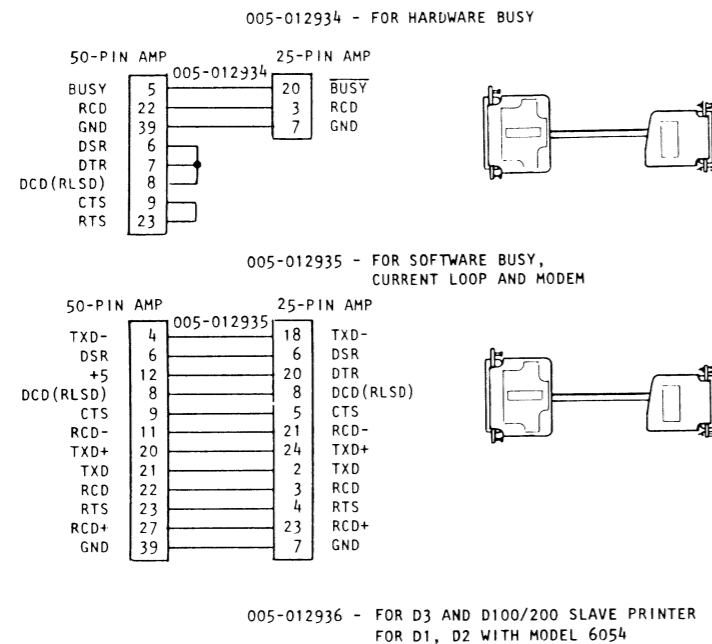 005-012934 - FOR HARDWARE BUSY
50-PIN AMP 25-PIN AMP
005-012934
BUSY 5 20 BUSY
RCD 22 3 RCD
GND 39 7 GND
DSR 6
DTR 7
DCD(RLSD) 8
CTS 9
RTS 23
005-012935 - FOR SOFTWARE BUSY,
CURRENT LOOP AND MODEM
50-PIN AMP 25-PIN AMP
005-012935
TXD- 4 18 TXD-
DSR 6 6 DSR
+5 12 20 DTR
DCD(RLSD) 8 8 DCD(RLSD)
CTS 9 5 CTS
RCD- 11 21 RCD-
TXD+ 20 24 TXD+
TXD 21 2 TXD
RCD 22 3 RCD
RTS 23 4 RTS
RCD+ 27 23 RCD+
GND 39 7 GND
005-012936 - FOR D3 AND D100/200 SLAVE PRINTER
FOR D1, D2 WITH MODEL 6054